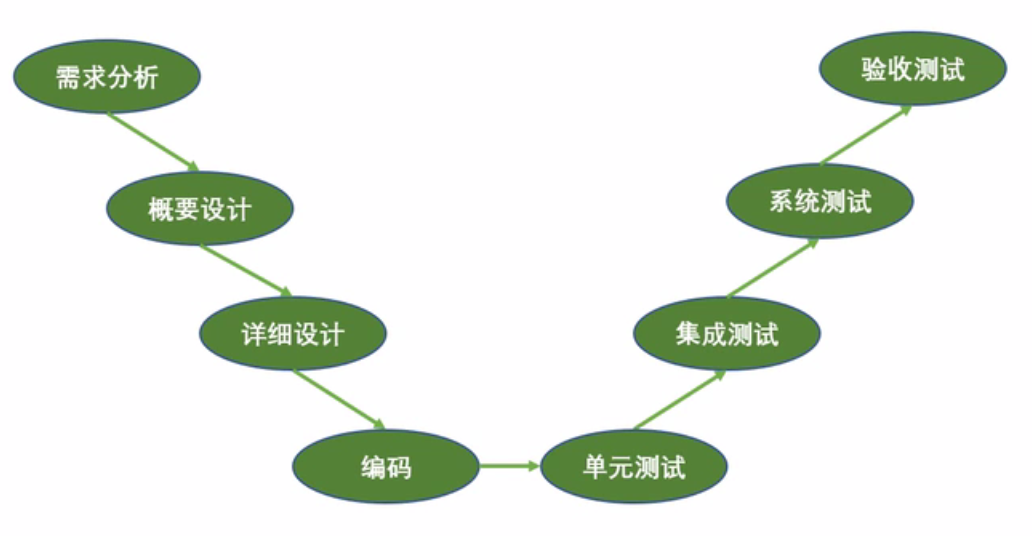 需求分析
概要设计
详细设计
编码
单元测试
集成测试
系统测试
验收测试